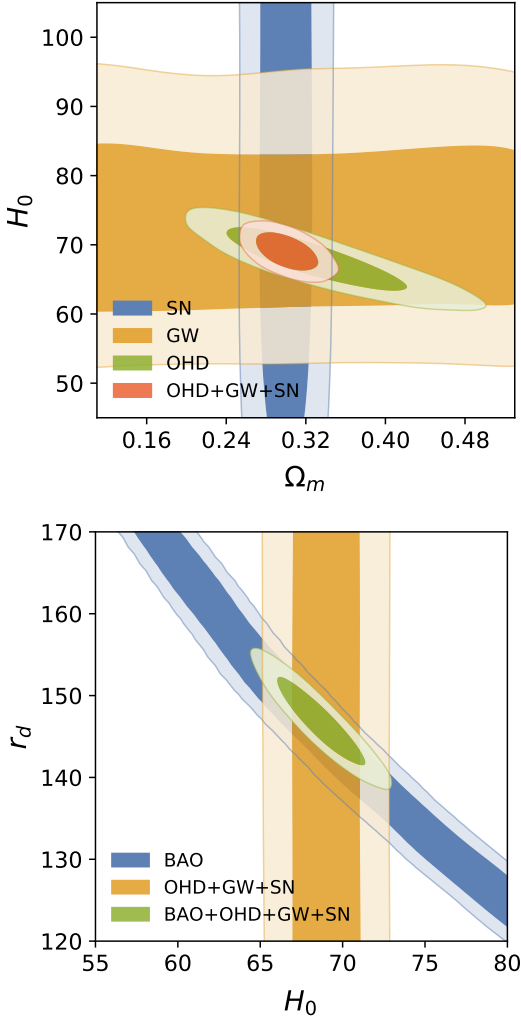 100
90
80
70
60
50
H₀
SN
GW
OHD
OHD+GW+SN
0.16 0.24 0.32 0.40 0.48
Ωₘ
170
160
150
140
130
120
r_d
BAO
OHD+GW+SN
BAO+OHD+GW+SN
55 60 65 70 75 80
H₀